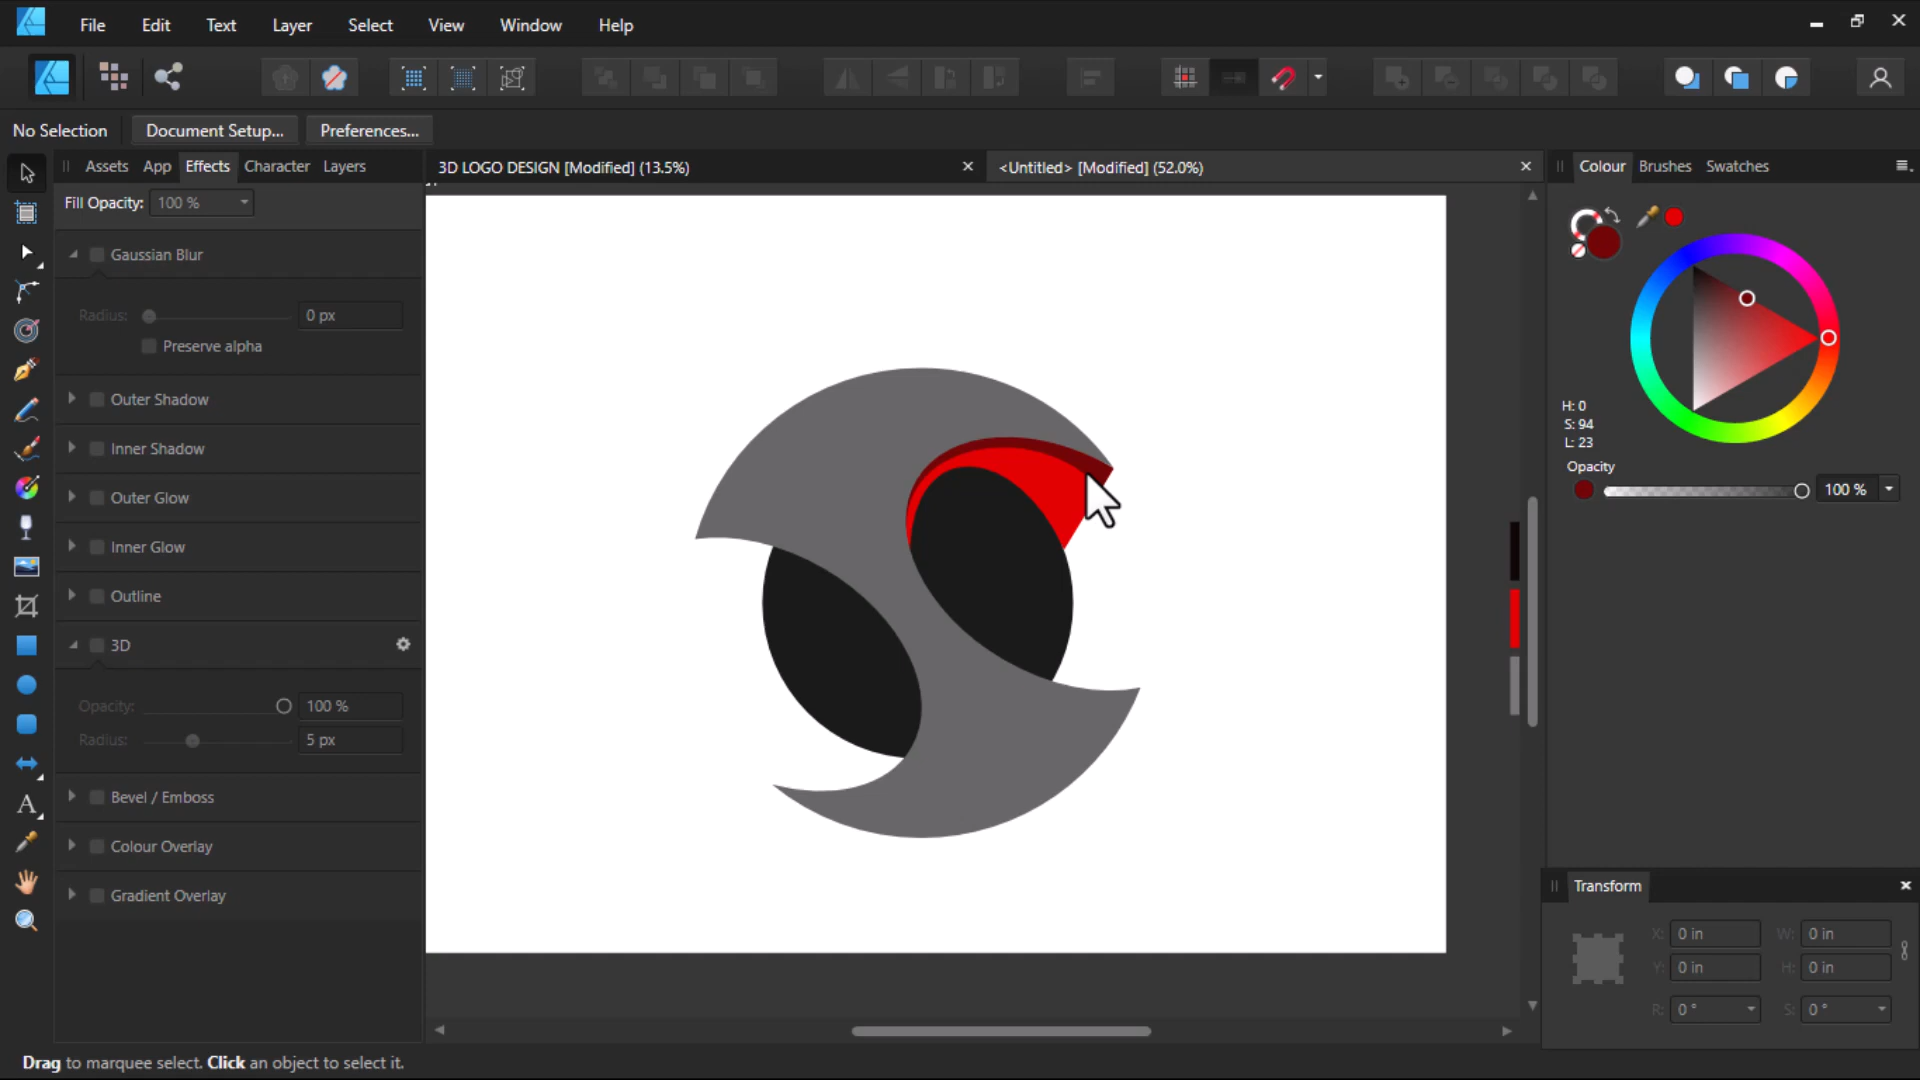 File Edit Text Layer Select View Window Help
No Selection Document Setup... Preferences...
Assets App Effects Character Layers
3D LOGO DESIGN [Modified] (13.5%)
<Untitled> [Modified] (52.0%)
Colour Brushes Swatches
Fill Opacity: 100 %
Gaussian Blur
Radius: 0 px
Preserve alpha
Outer Shadow
Inner Shadow
Outer Glow
Inner Glow
Outline
3D
Opacity: 100 %
Radius: 5 px
Bevel / Emboss
Colour Overlay
Gradient Overlay
H: 0
S: 94
L: 23
Opacity
100 %
Transform
X: 0 in W: 0 in
Y: 0 in H: 0 in
R: 0 ° S: 0 °
Drag to marquee select. Click an object to select it.